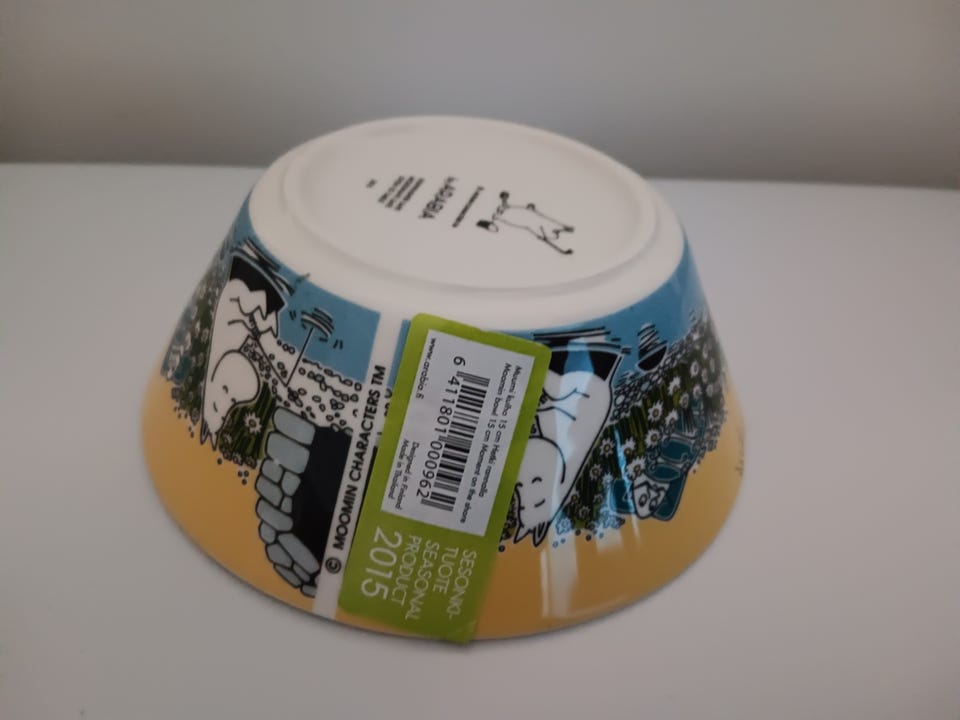 by ARABIA
© MOOMIN CHARACTERS TM
www.arabia.fi
6 411801 000962
Muumi kulho 15 cm Hetki rannalla
Moomin bowl 15 cm Moment on the shore
Designed in Finland
Made in Thailand
SESONKI-
TUOTE
SEASONAL
PRODUCT
2015